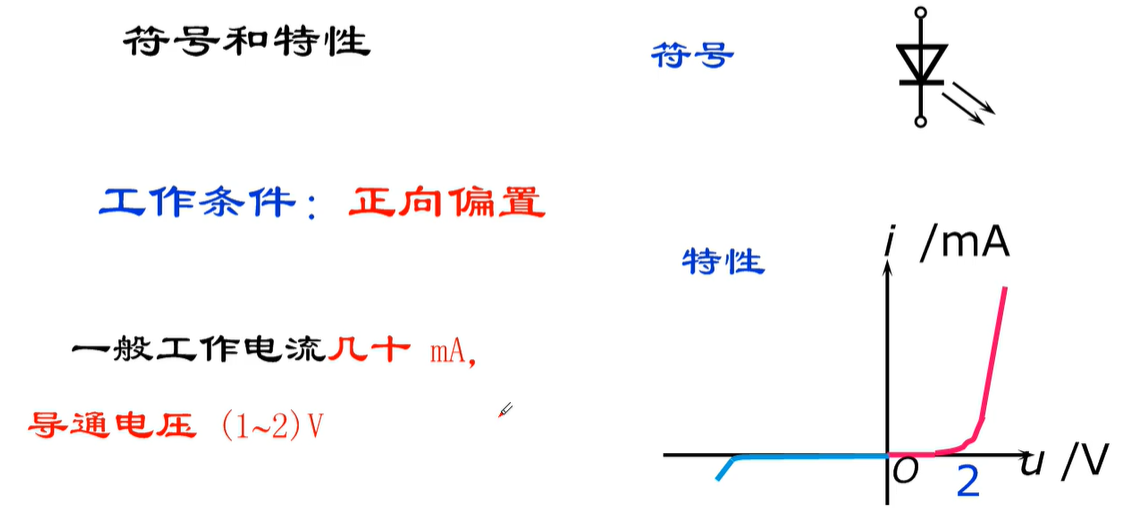 符号和特性
符号
工作条件：正向偏置
特性
i /mA
一般工作电流几十 mA,
导通电压 (1~2)V
O
2
u /V